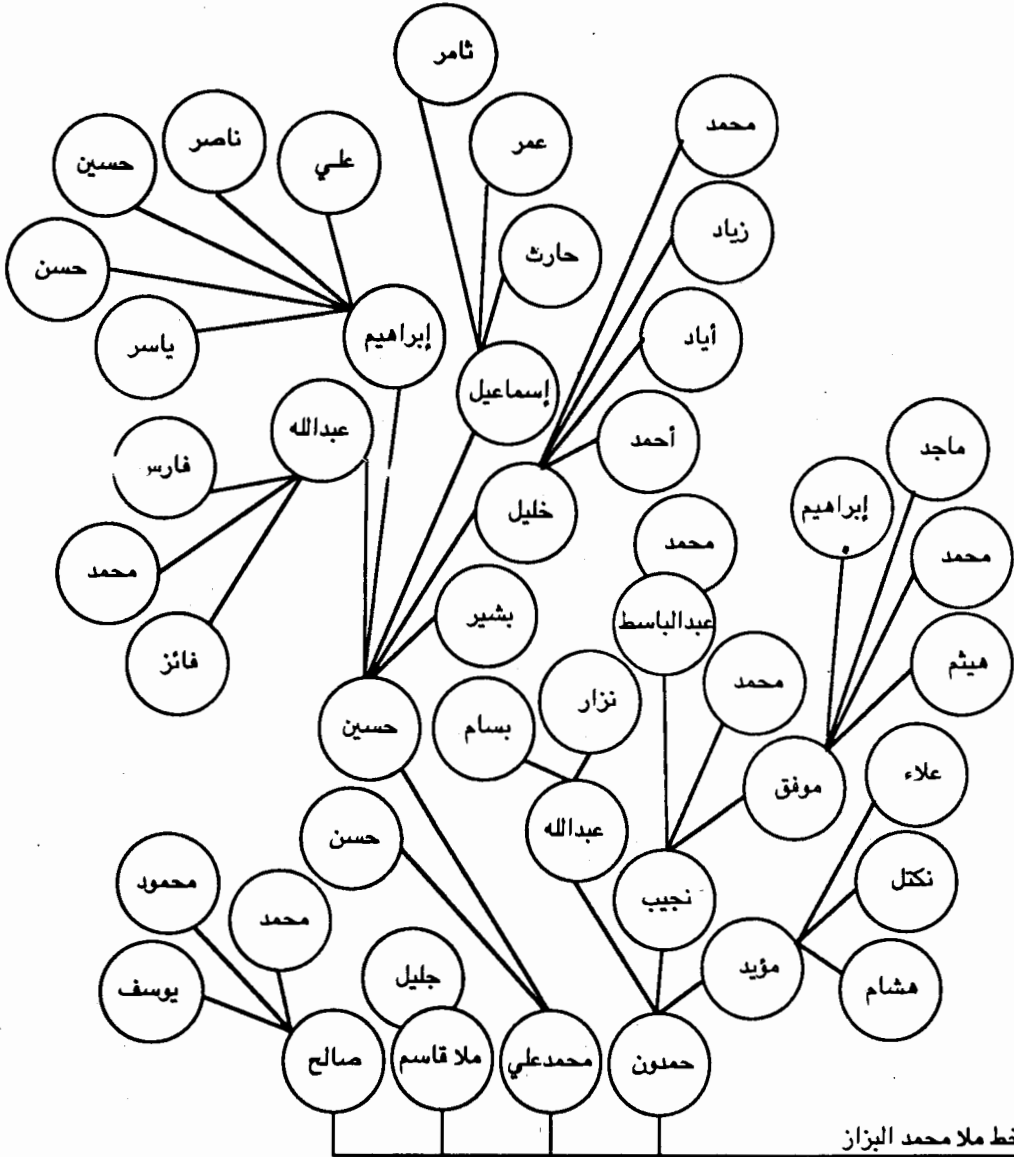 ثامر
محمد
عمر
ناصر
علي
حسين
زياد
حارث
حسن
أياد
إبراهيم
ياسر
إسماعيل
عبدالله
أحمد
ماجد
فارس
خليل
إبراهيم
محمد
محمد
محمد
بشير
عبدالباسط
فائز
هيثم
محمد
نزار
بسام
حسين
علاء
موفق
عبدالله
حسن
محمود
نكتل
نجيب
محمد
جليل
مؤيد
هشام
يوسف
صالح
ملا قاسم
محمدعلي
حمدون
خط ملا محمد البزاز